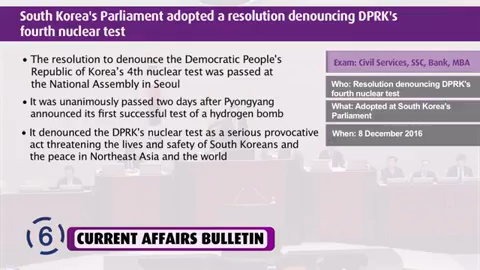 South Korea's Parliament adopted a resolution denouncing DPRK's
fourth nuclear test
• The resolution to denounce the Democratic People's
Republic of Korea's 4th nuclear test was passed at
the National Assembly in Seoul
• It was unanimously passed two days after Pyongyang
announced its first successful test of a hydrogen bomb
• It denounced the DPRK's nuclear test as a serious provocative
act threatening the lives and safety of South Koreans and
the peace in Northeast Asia and the world
Exam: Civil Services, SSC, Bank, MBA
Who: Resolution denouncing DPRK's
fourth nuclear test
What: Adopted at South Korea's
Parliament
When: 8 December 2016
6
CURRENT AFFAIRS BULLETIN